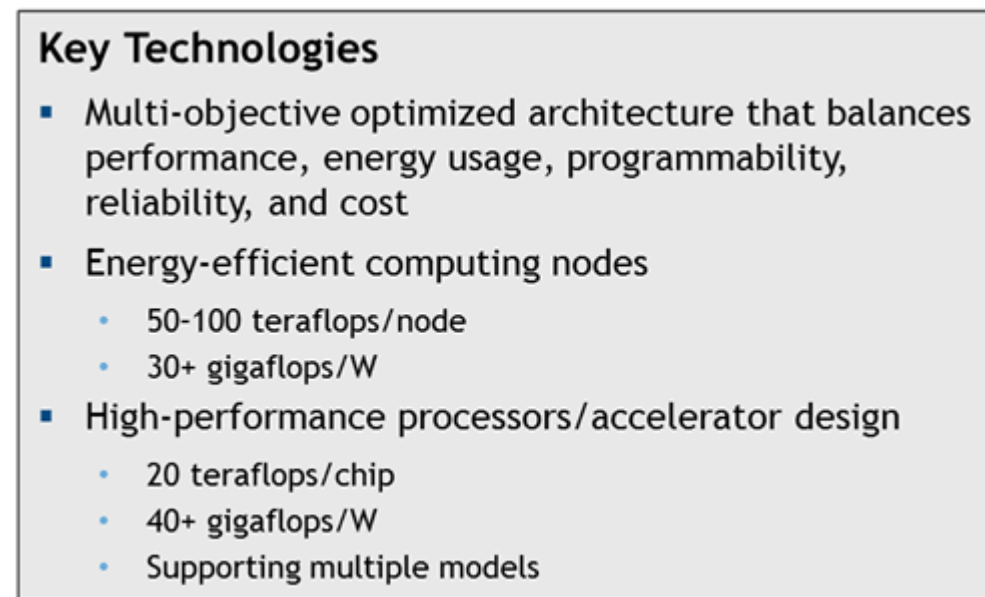 Key Technologies
▪ Multi-objective optimized architecture that balances
performance, energy usage, programmability,
reliability, and cost
▪ Energy-efficient computing nodes
• 50-100 teraflops/node
• 30+ gigaflops/W
▪ High-performance processors/accelerator design
• 20 teraflops/chip
• 40+ gigaflops/W
• Supporting multiple models